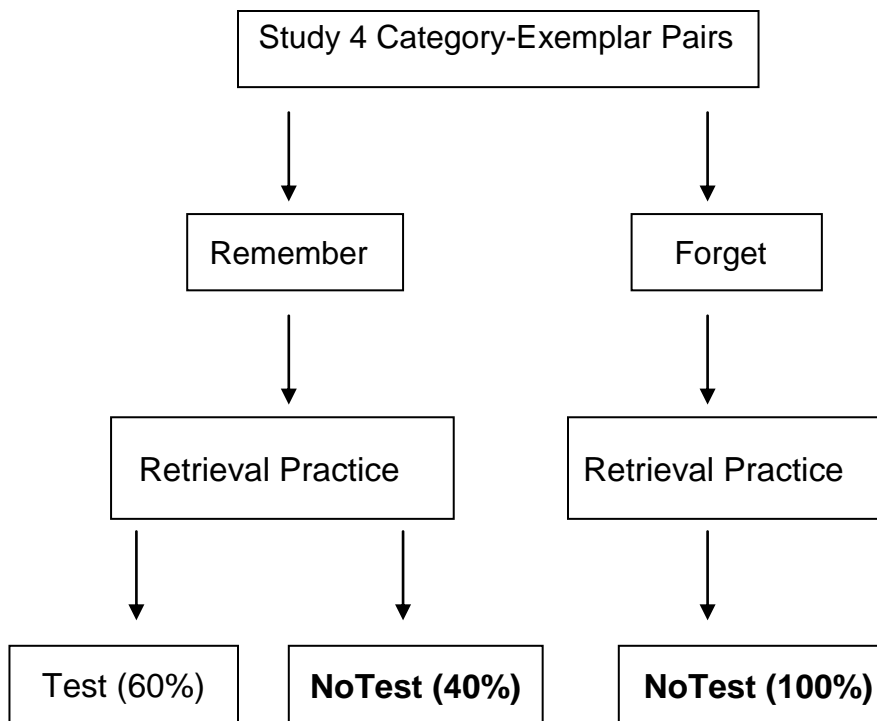 Study 4 Category-Exemplar Pairs
Remember
Forget
Retrieval Practice
Retrieval Practice
Test (60%)
NoTest (40%)
NoTest (100%)